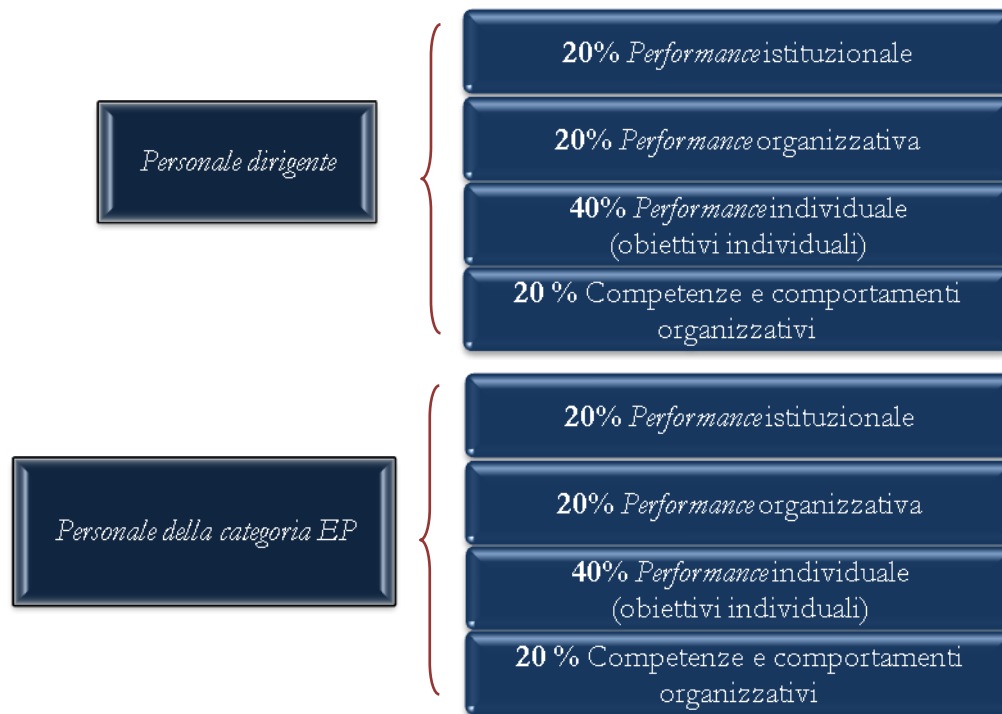 Personale dirigente
20% Performance istituzionale
20% Performance organizzativa
40% Performance individuale
(obiettivi individuali)
20 % Competenze e comportamenti
organizzativi
Personale della categoria EP
20% Performance istituzionale
20% Performance organizzativa
40% Performance individuale
(obiettivi individuali)
20 % Competenze e comportamenti
organizzativi